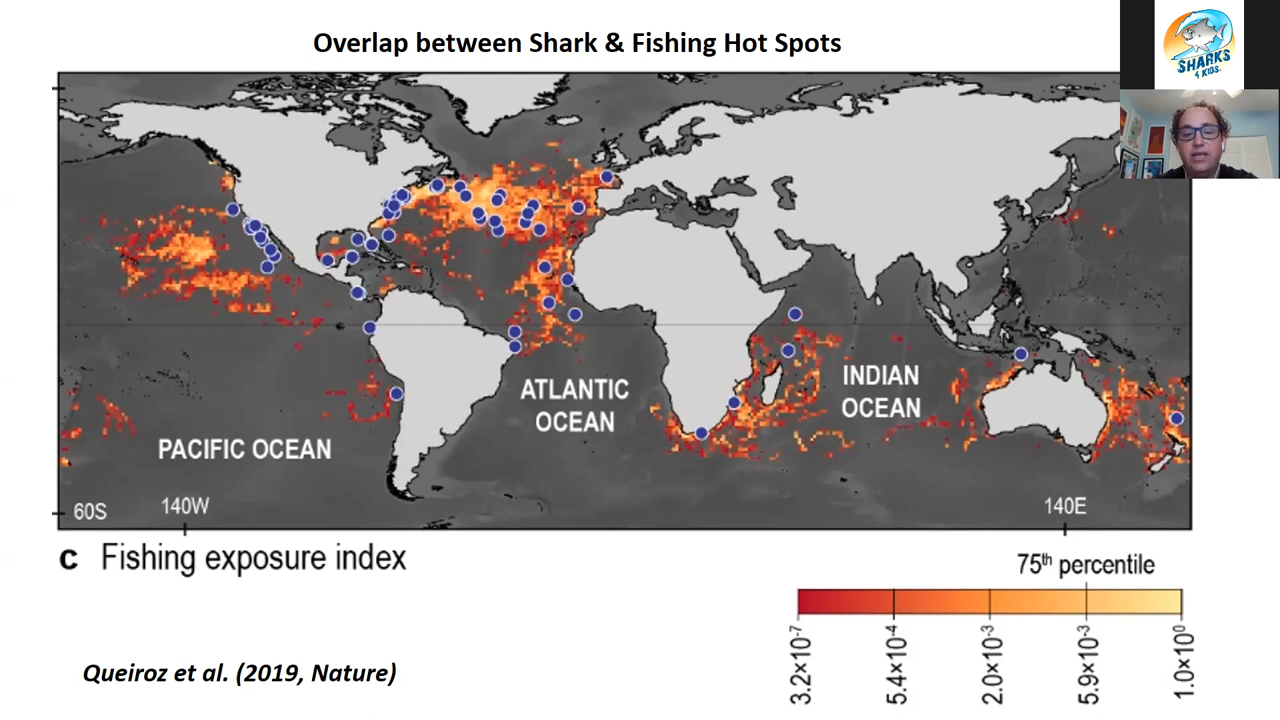 Overlap between Shark & Fishing Hot Spots
SHARKS
4 KIDS.
ATLANTIC
OCEAN
INDIAN
OCEAN
PACIFIC OCEAN
60S
140W
140E
c Fishing exposure index
75th percentile
3.2×10-7
5.4×10-4
2.0×10-3
5.9×10-3
1.0×100
Queiroz et al. (2019, Nature)